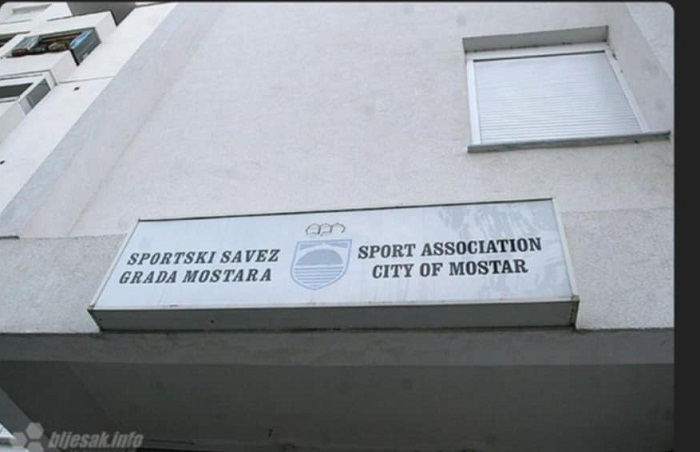 SPORTSKI SAVEZ
GRADA MOSTARA
SPORT ASSOCIATION
CITY OF MOSTAR
bljesak.info